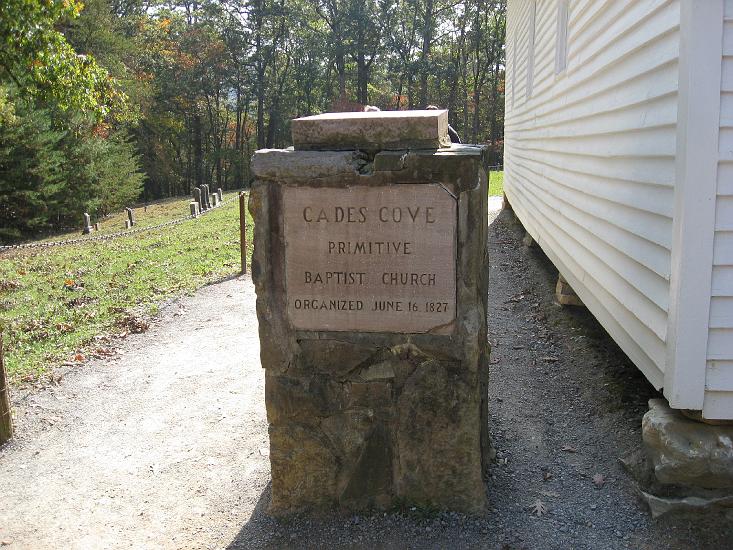 CADES COVE
PRIMITIVE
BAPTIST CHURCH
ORGANIZED JUNE 16, 1827